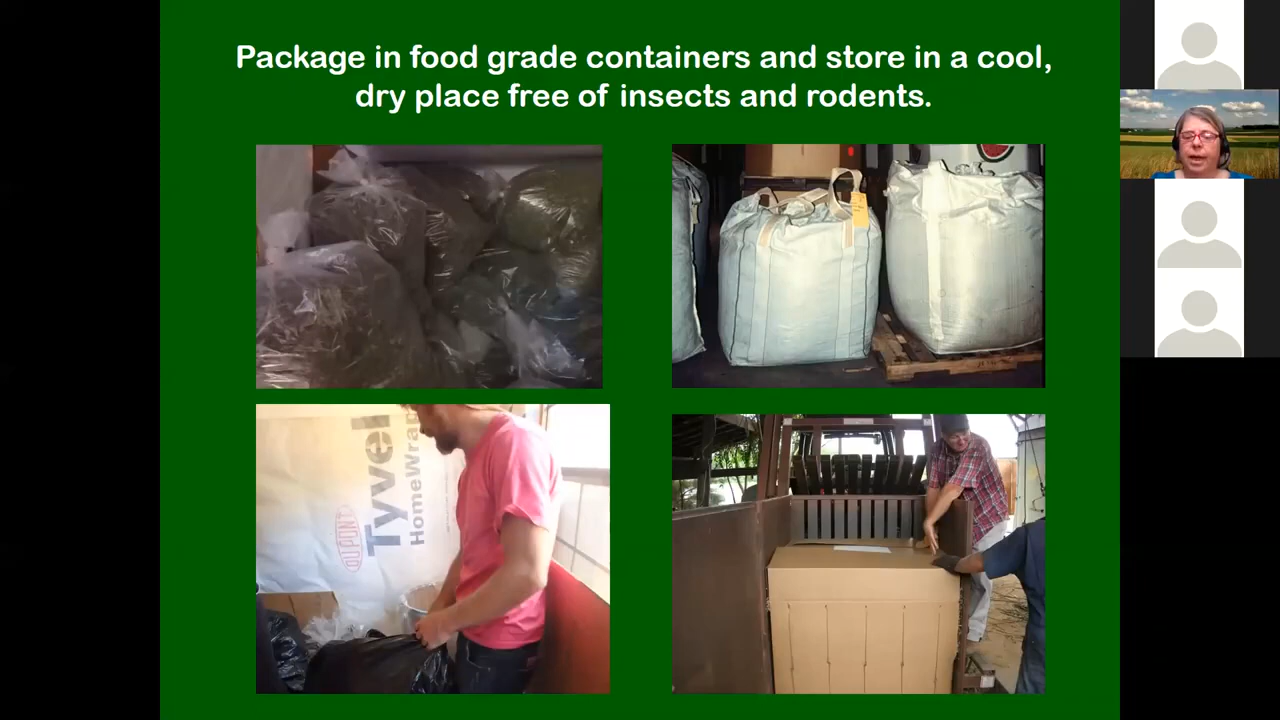 Package in food grade containers and store in a cool,
dry place free of insects and rodents.
Tyvek
HomeWrap
DUPONT